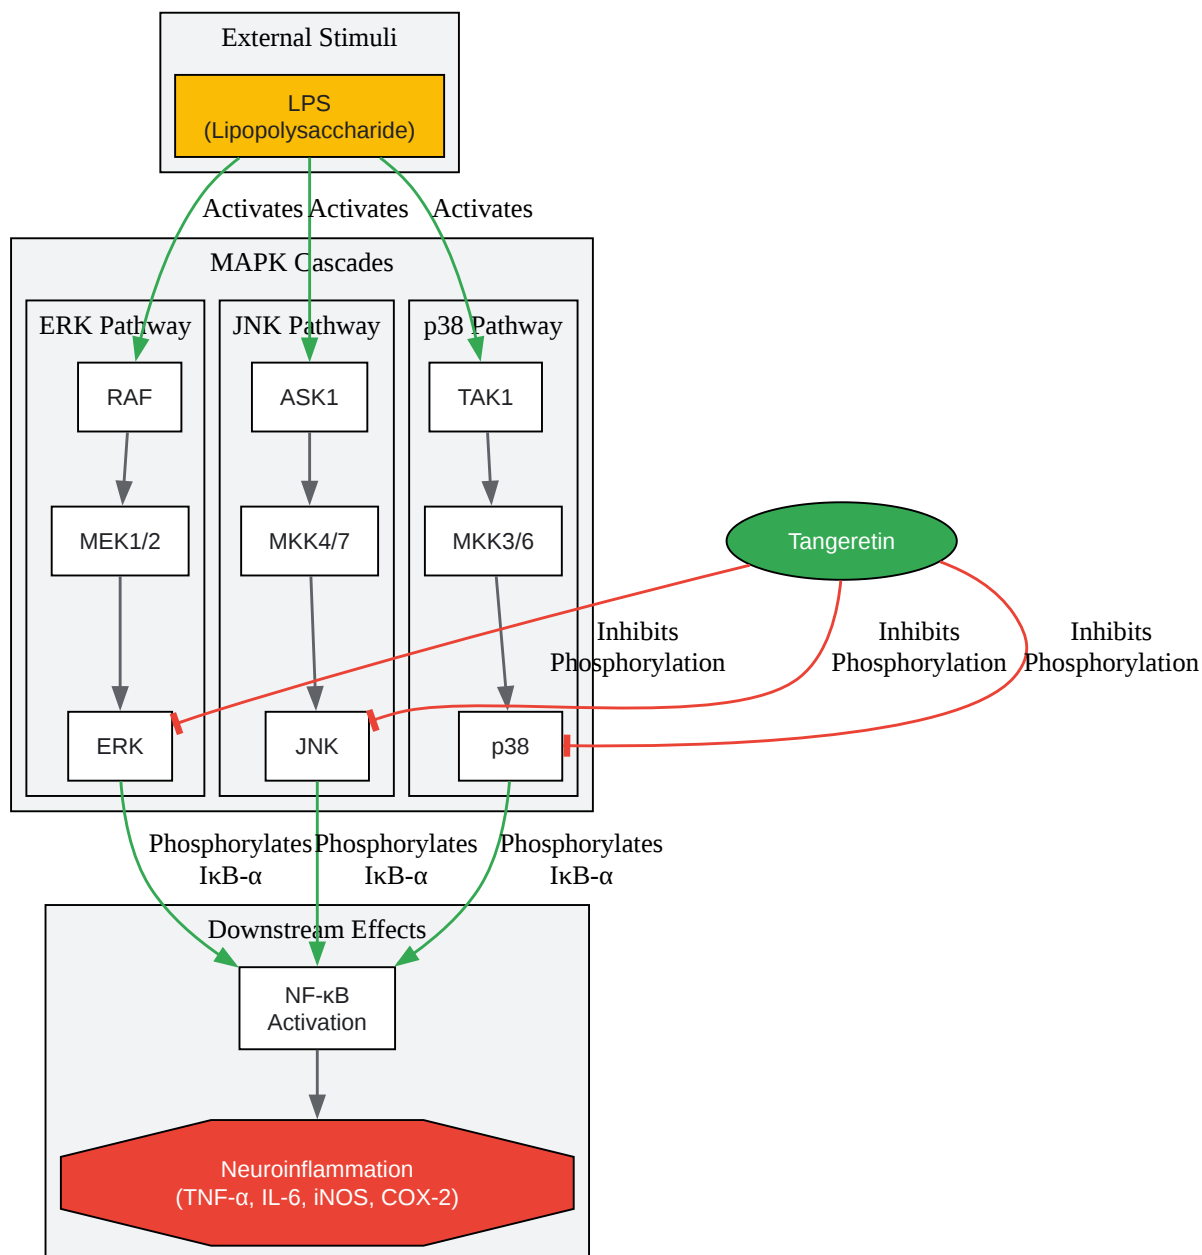 External Stimuli
LPS
(Lipopolysaccharide)
Activates
Activates
Activates
MAPK Cascades
ERK Pathway
JNK Pathway
p38 Pathway
RAF
ASK1
TAK1
MEK1/2
MKK4/7
MKK3/6
Tangeretin
Inhibits
Phosphorylation
Inhibits
Phosphorylation
Inhibits
Phosphorylation
ERK
JNK
p38
Phosphorylates
IκB-α
Phosphorylates
IκB-α
Phosphorylates
IκB-α
Downstream Effects
NF-κB
Activation
Neuroinflammation
(TNF-α, IL-6, iNOS, COX-2)